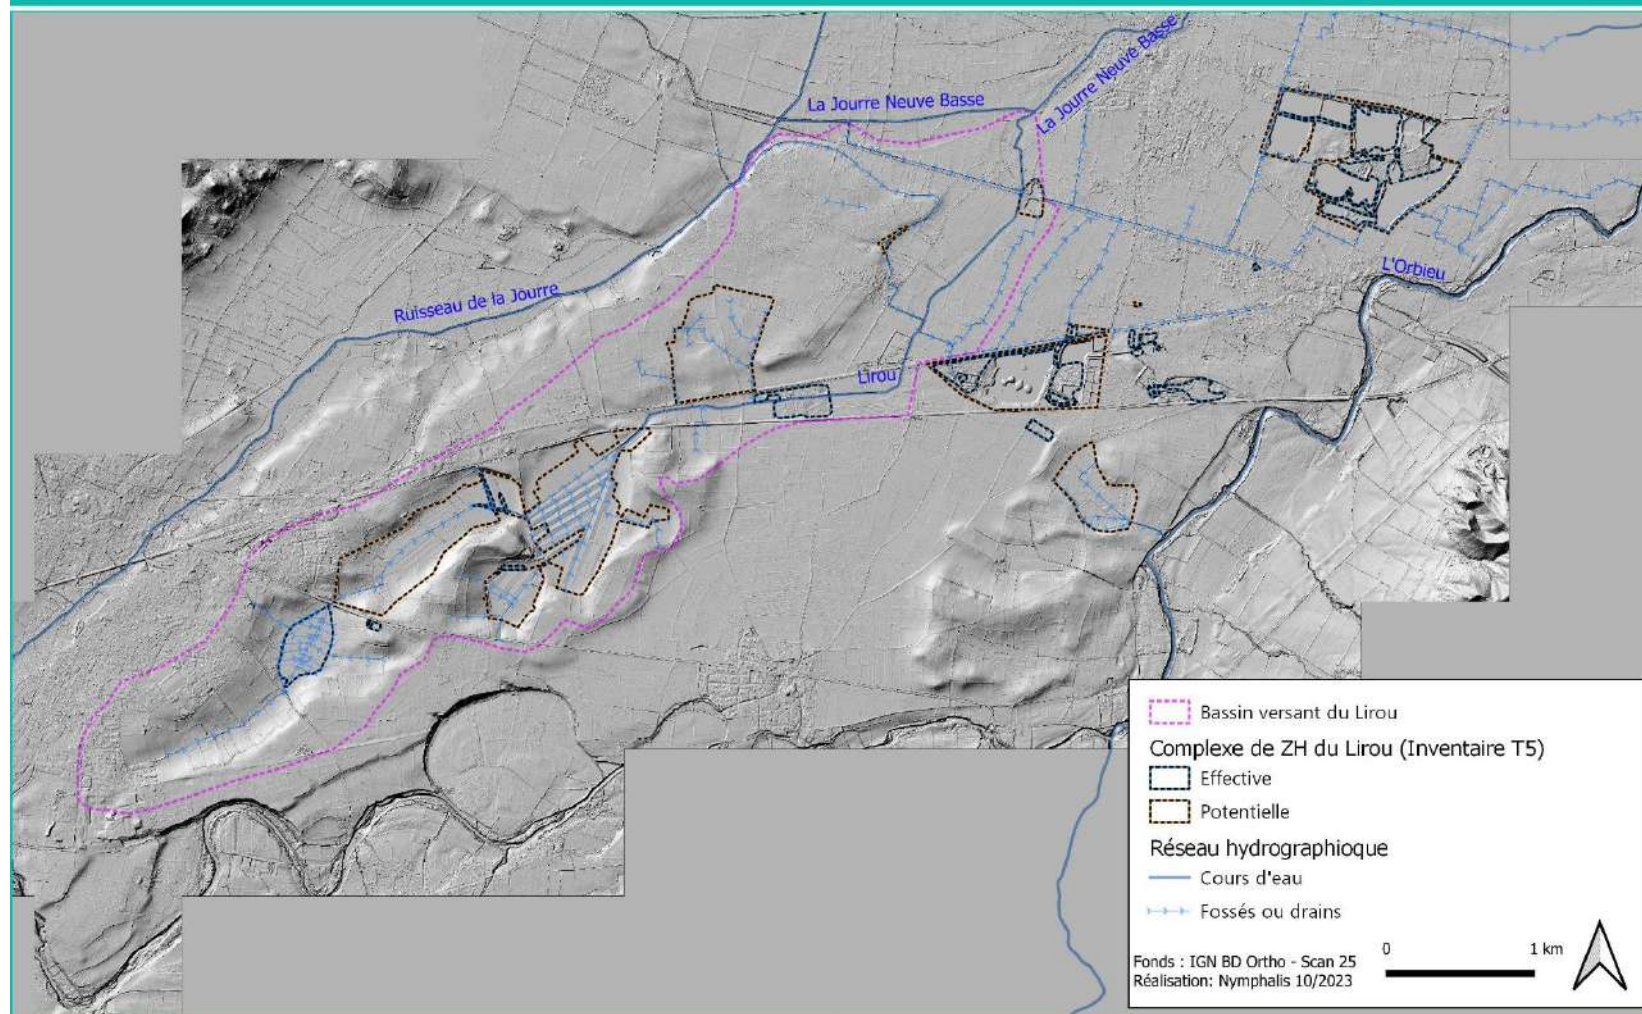 La Jourre Neuve Basse
La Jourre Neuve Basse
Ruisseau de la Jourre
L'Orbieu
Lirou
Bassin versant du Lirou
Complexe de ZH du Lirou (Inventaire T5)
Effective
Potentielle
Réseau hydrographioque
Cours d'eau
Fossés ou drains
0 1 km
Fonds : IGN BD Ortho - Scan 25
Réalisation: Nymphalis 10/2023